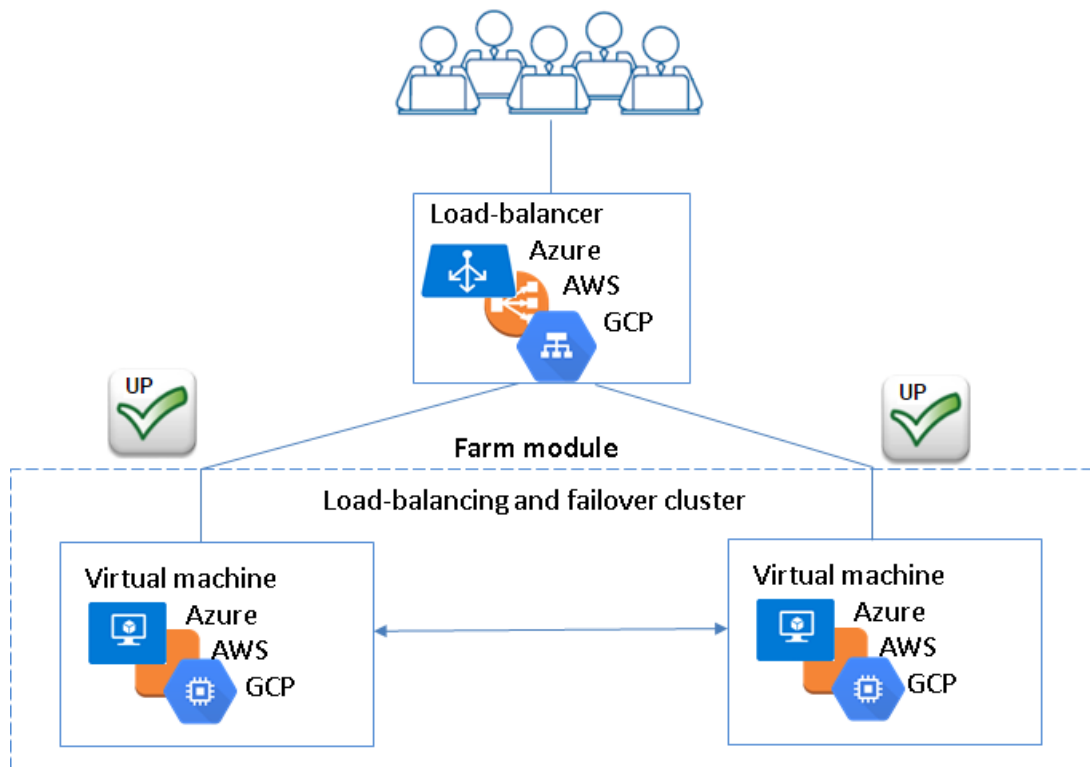 Load-balancer
Azure
AWS
GCP
UP
UP
Farm module
Load-balancing and failover cluster
Virtual machine
Azure
AWS
GCP
Virtual machine
Azure
AWS
GCP